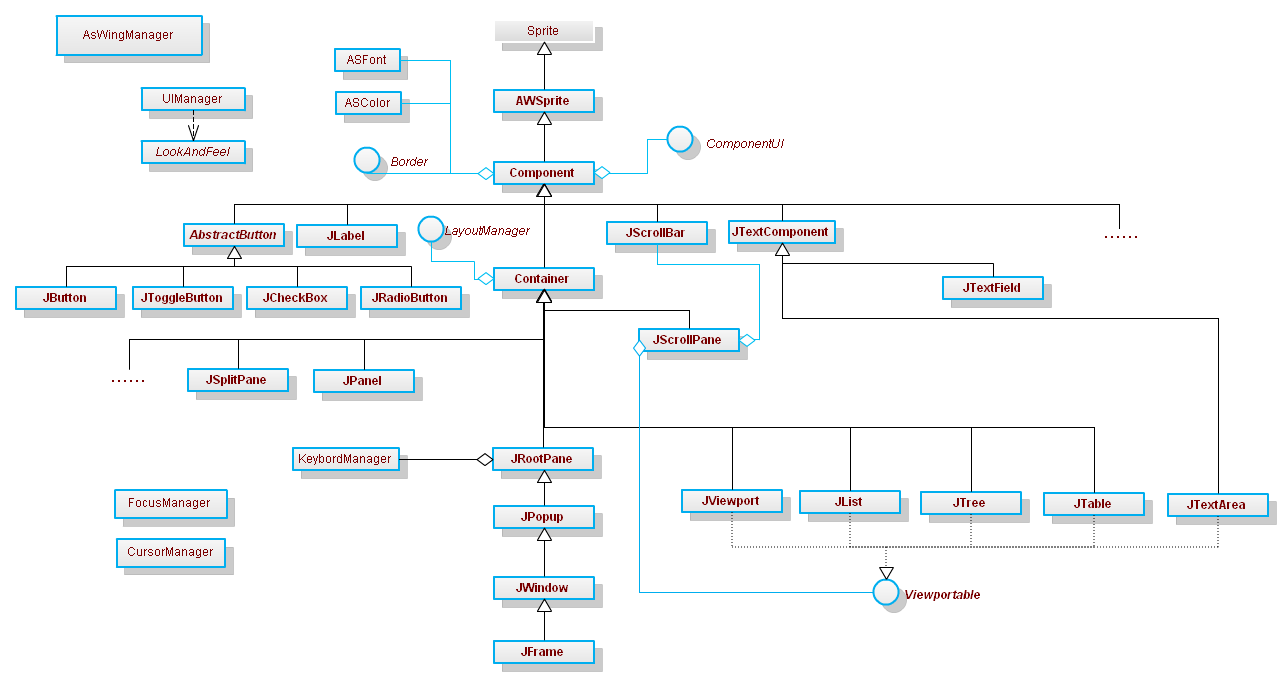 Sprite
AsWingManager
ASFont
UIManager
ASColor
AWSprite
LookAndFeel
Border
ComponentUI
Component
AbstractButton
JLabel
LayoutManager
JScrollBar
JTextComponent
......
Container
JButton
JToggleButton
JCheckBox
JRadioButton
JTextField
JScrollPane
......
JSplitPane
JPanel
KeybordManager
JRootPane
FocusManager
JPopup
JViewport
JList
JTree
JTable
JTextArea
CursorManager
JWindow
Viewportable
JFrame